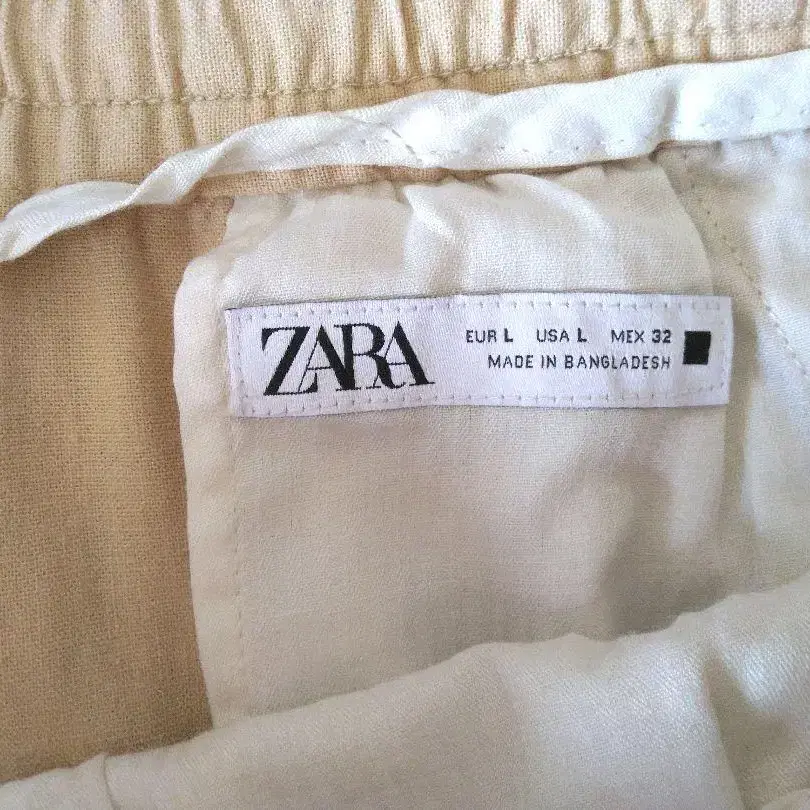 ZARA
EUR L USA L MEX 32
MADE IN BANGLADESH